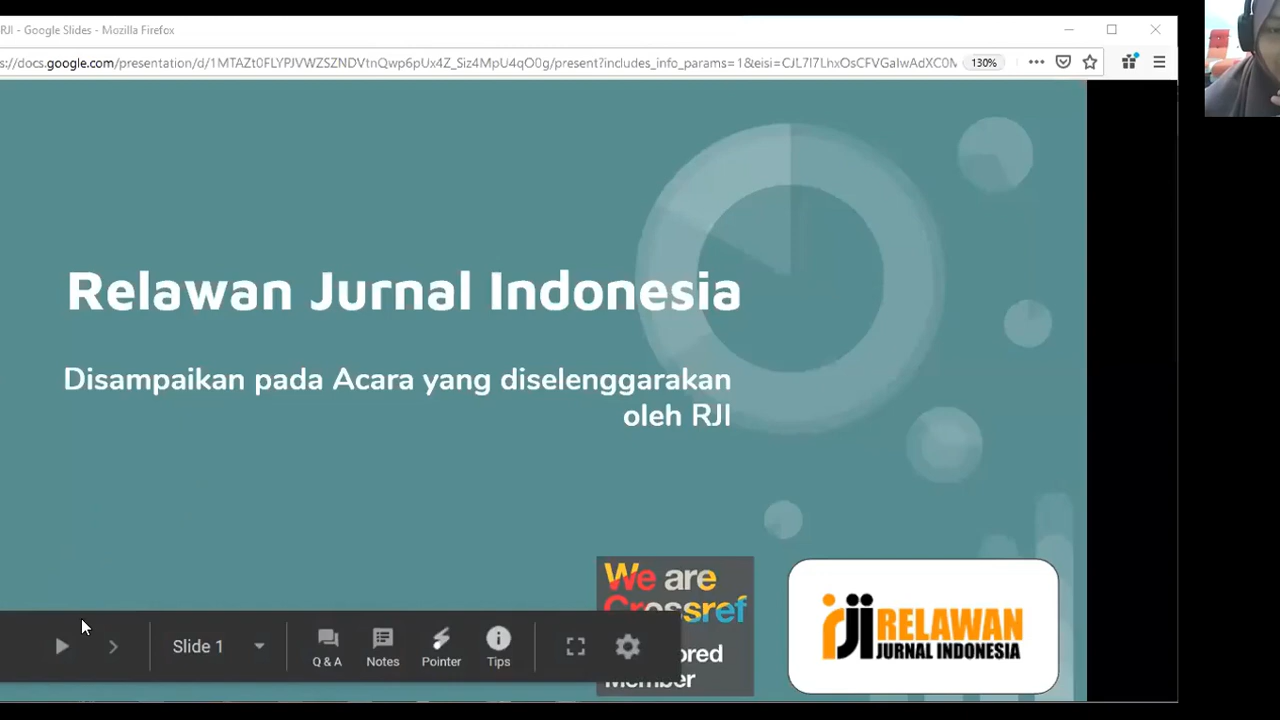 RJI - Google Slides - Mozilla Firefox
s://docs.google.com/presentation/d/1MTAZt0FLYPJVWZSZNDVtnQwp6pUx4Z_Siz4MpU4qO0g/present?includes_info_params=1&eisi=CJL7I7LhxOsCFVGaIwAdXC0M
130%
Relawan Jurnal Indonesia
Disampaikan pada Acara yang diselenggarakan
oleh RJI
We are
Crossref
Member
rji RELAWAN
JURNAL INDONESIA
Slide 1
Q & A
Notes
Pointer
Tips